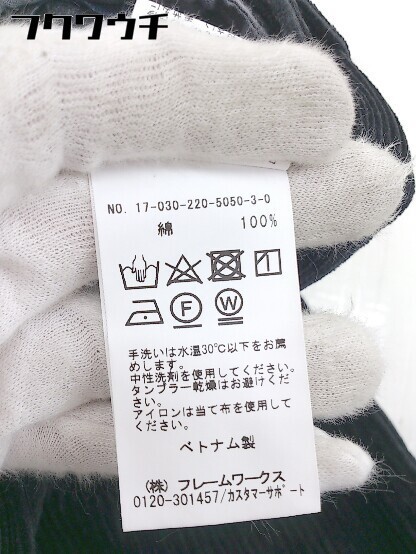 フクワウチ
NO. 17-030-220-5050-3-0
綿 100%
F W
手洗いは水温30℃以下をお薦
めします。
中性洗剤を使用してください。
タンブラー乾燥はお避けくだ
さい。
アイロンは当て布を使用して
ください。
ベトナム製
(株) フレームワークス
0120-301457/カスタマーサポート